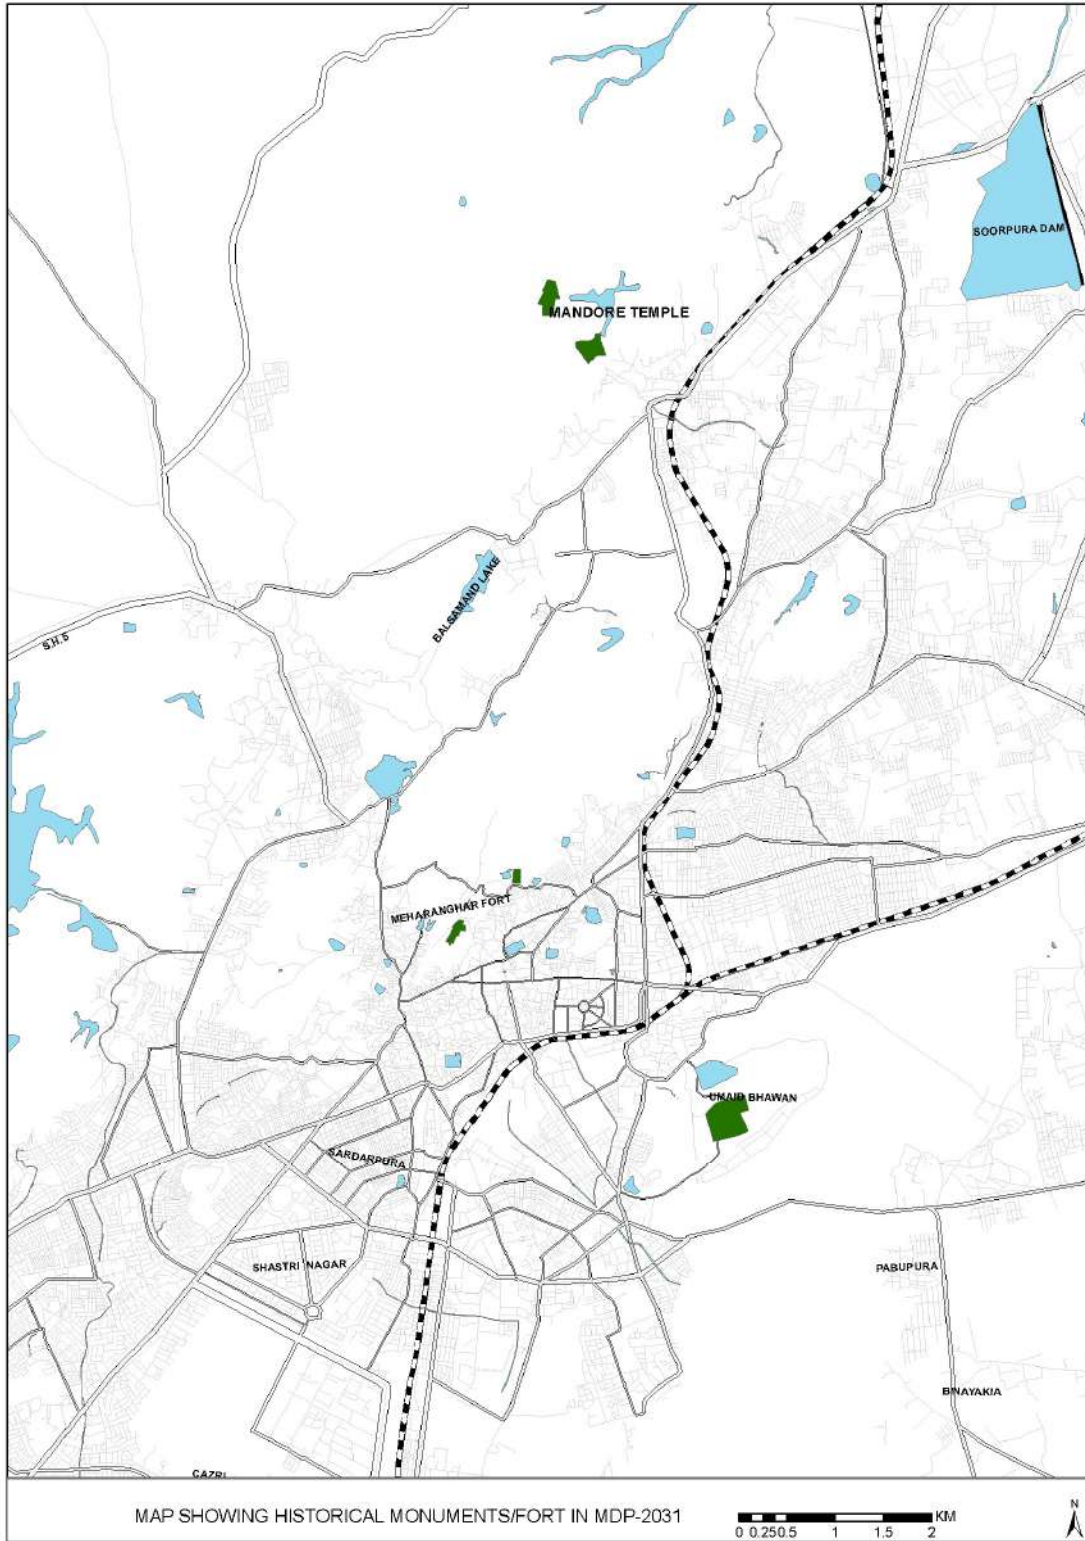 SOORPURA DAM
MANDORE TEMPLE
BALSAMAND LAKE
S.H.5
MEHARANGHAR FORT
UMAID BHAWAN
SARDARPURA
SHASTRI NAGAR
PABUPURA
BINAYAKIA
CAZRI
MAP SHOWING HISTORICAL MONUMENTS/FORT IN MDP-2031
KM
0 0.25 0.5 1 1.5 2
N